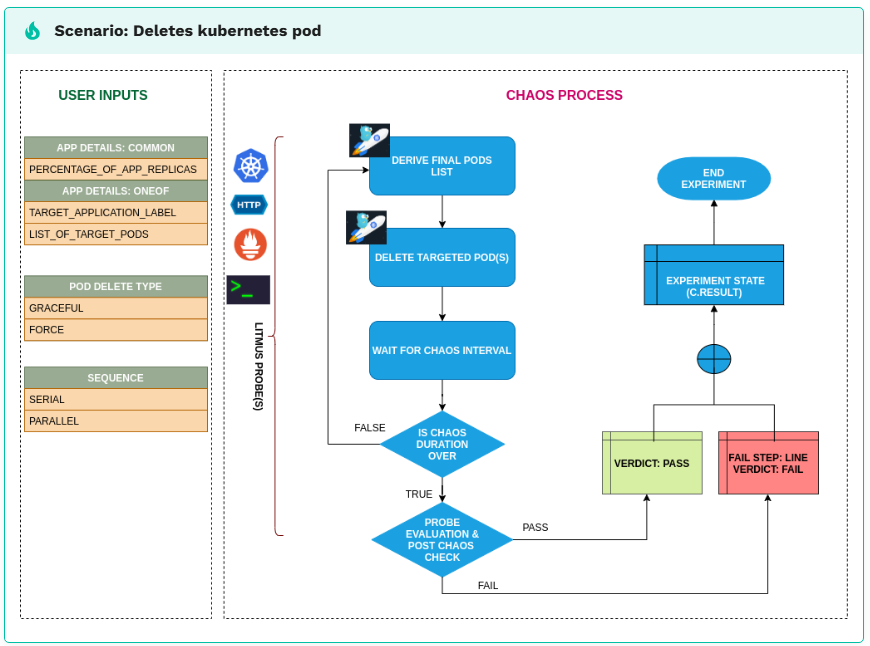 Scenario: Deletes kubernetes pod
USER INPUTS
APP DETAILS: COMMON
PERCENTAGE_OF_APP_REPLICAS
APP DETAILS: ONEOF
TARGET_APPLICATION_LABEL
LIST_OF_TARGET_PODS
POD DELETE TYPE
GRACEFUL
FORCE
SEQUENCE
SERIAL
PARALLEL
CHAOS PROCESS
HTTP
>_
LITMUS PROBE(S)
DERIVE FINAL PODS
LIST
DELETE TARGETED POD(S)
WAIT FOR CHAOS INTERVAL
IS CHAOS
DURATION
OVER
FALSE
TRUE
PROBE
EVALUATION &
POST CHAOS
CHECK
PASS
FAIL
VERDICT: PASS
FAIL STEP: LINE
VERDICT: FAIL
EXPERIMENT STATE
(C.RESULT)
END
EXPERIMENT